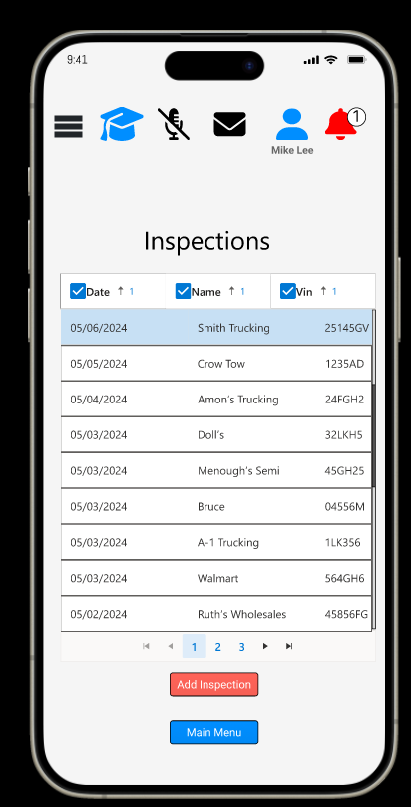 9:41
1
Mike Lee
Inspections
Date ↑ 1 Name ↑ 1 Vin ↑ 1
05/06/2024 Smith Trucking 25145GV
05/05/2024 Crow Tow 1235AD
05/04/2024 Amon's Trucking 24FGH2
05/03/2024 Doll's 32LKH5
05/03/2024 Menough's Semi 45GH25
05/03/2024 Bruce 04556M
05/03/2024 A-1 Trucking 1LK356
05/03/2024 Walmart 564GH6
05/02/2024 Ruth's Wholesales 45856FG
1 2 3
Add Inspection
Main Menu